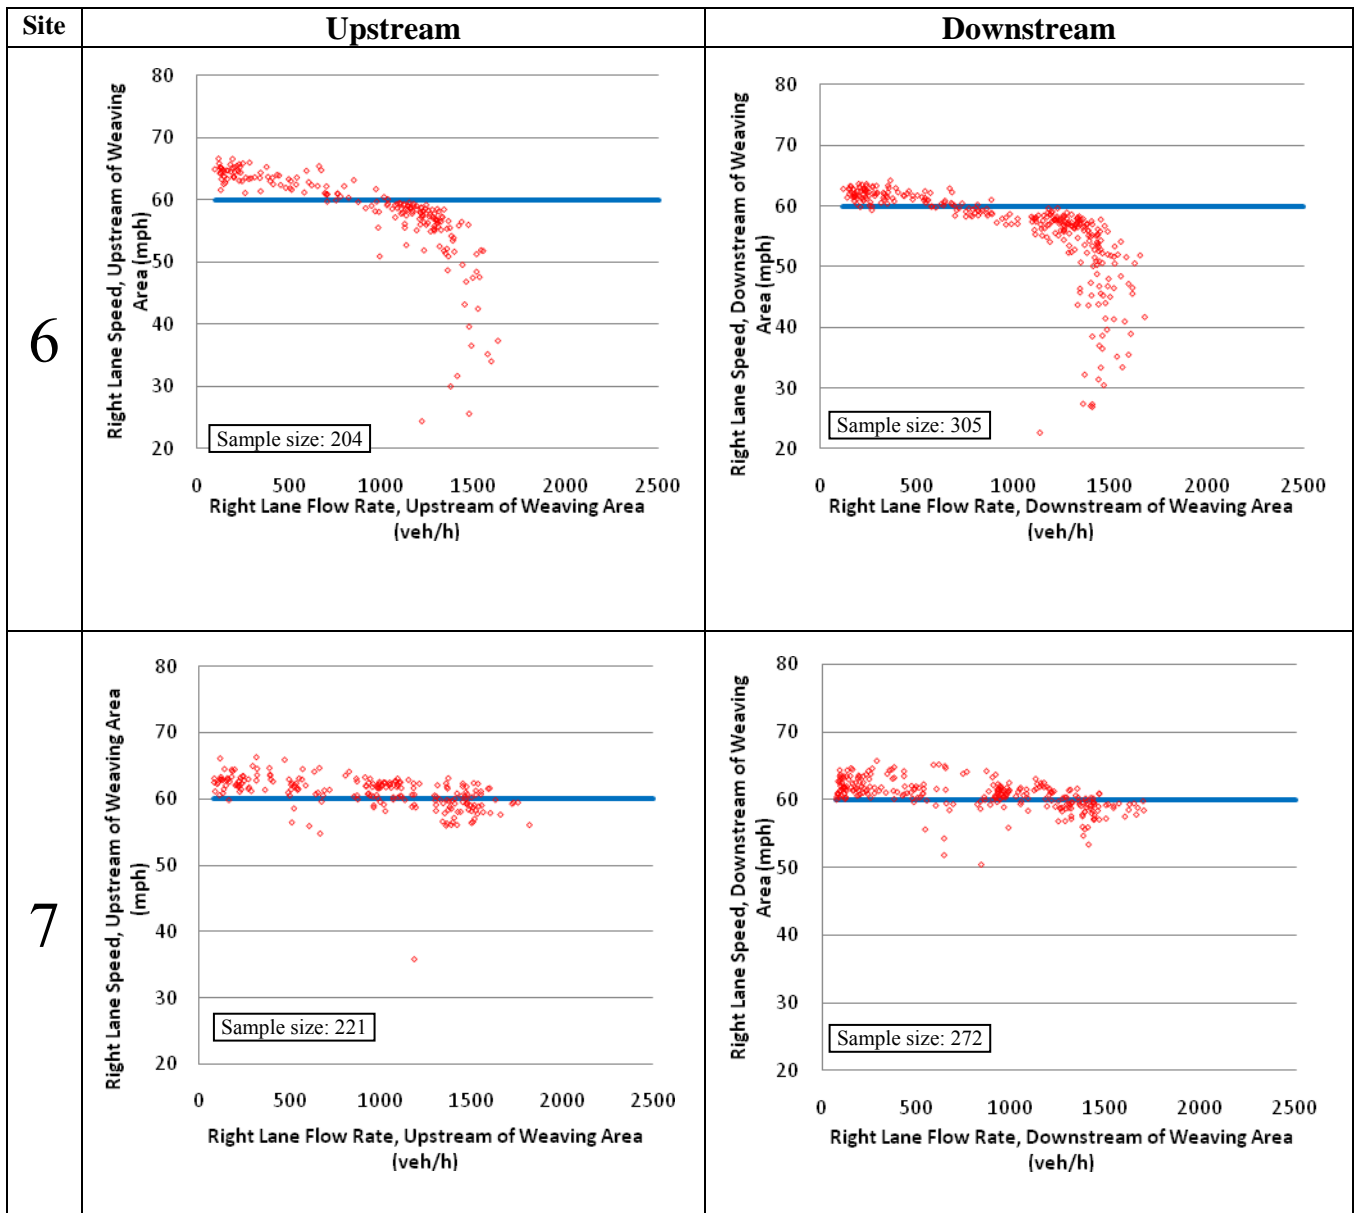 Site
Upstream
Downstream
6
Right Lane Speed, Upstream of Weaving
Area (mph)
80
70
60
50
40
30
20
Sample size: 204
0 500 1000 1500 2000 2500
Right Lane Flow Rate, Upstream of Weaving Area
(veh/h)
Right Lane Speed, Downstream of Weaving
Area (mph)
80
70
60
50
40
30
20
Sample size: 305
0 500 1000 1500 2000 2500
Right Lane Flow Rate, Downstream of Weaving Area
(veh/h)
7
Right Lane Speed, Upstream of Weaving Area
(mph)
80
70
60
50
40
30
20
Sample size: 221
0 500 1000 1500 2000 2500
Right Lane Flow Rate, Upstream of Weaving Area
(veh/h)
Right Lane Speed, Downstream of Weaving
Area (mph)
80
70
60
50
40
30
20
Sample size: 272
0 500 1000 1500 2000 2500
Right Lane Flow Rate, Downstream of Weaving Area
(veh/h)